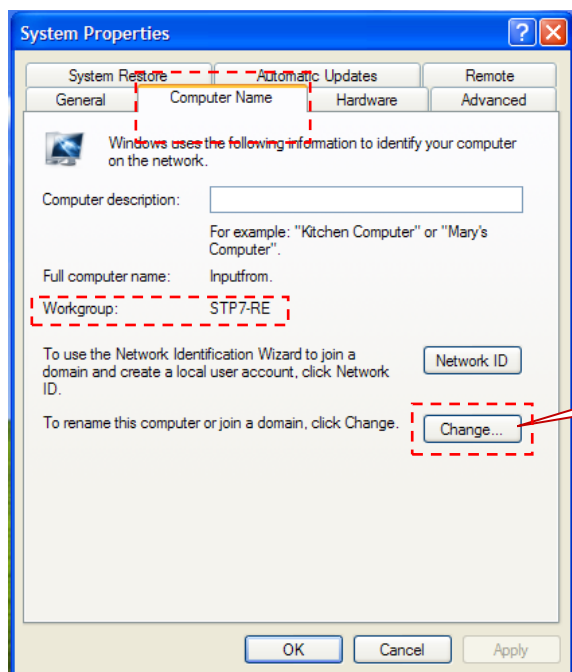 System Properties
System Restore Automatic Updates Remote
General Computer Name Hardware Advanced
Windows uses the following information to identify your computer
on the network.
Computer description:
For example: "Kitchen Computer" or "Mary's
Computer".
Full computer name: Inputfrom.
Workgroup: STP7-RE
To use the Network Identification Wizard to join a
domain and create a local user account, click Network
ID.
Network ID
To rename this computer or join a domain, click Change.
Change...
OK Cancel Apply